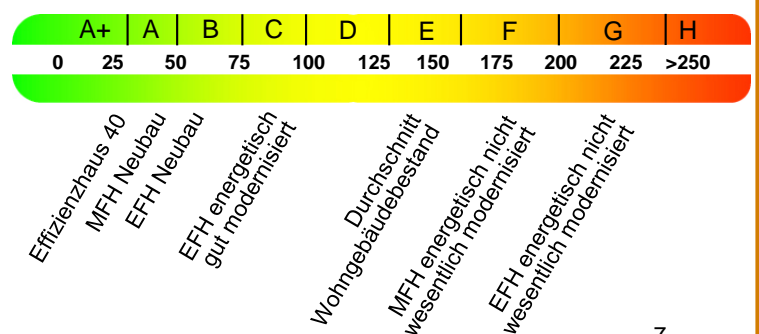 A+ A B C D E F G H
0 25 50 75 100 125 150 175 200 225 >250
Effizienzhaus 40
MFH Neubau
EFH Neubau
EFH energetisch
gut modernisiert
Durchschnitt
Wohngebäudebestand
MFH energetisch nicht
wesentlich modernisiert
EFH energetisch nicht
wesentlich modernisiert